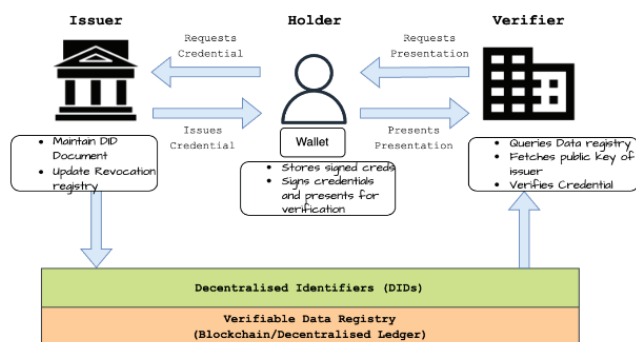 Issuer
Holder
Verifier
Requests
Credential
Requests
Presentation
Issues
Credential
Presents
Presentation
Wallet
• Maintain DID
Document
• Update Revocation
registry
• Stores signed creds
• Signs credentials
and presents for
verification
• Queries Data registry
• Fetches public key of
issuer
• Verifies Credential
Decentralised Identifiers (DIDs)
Verifiable Data Registry
(Blockchain/Decentralised Ledger)